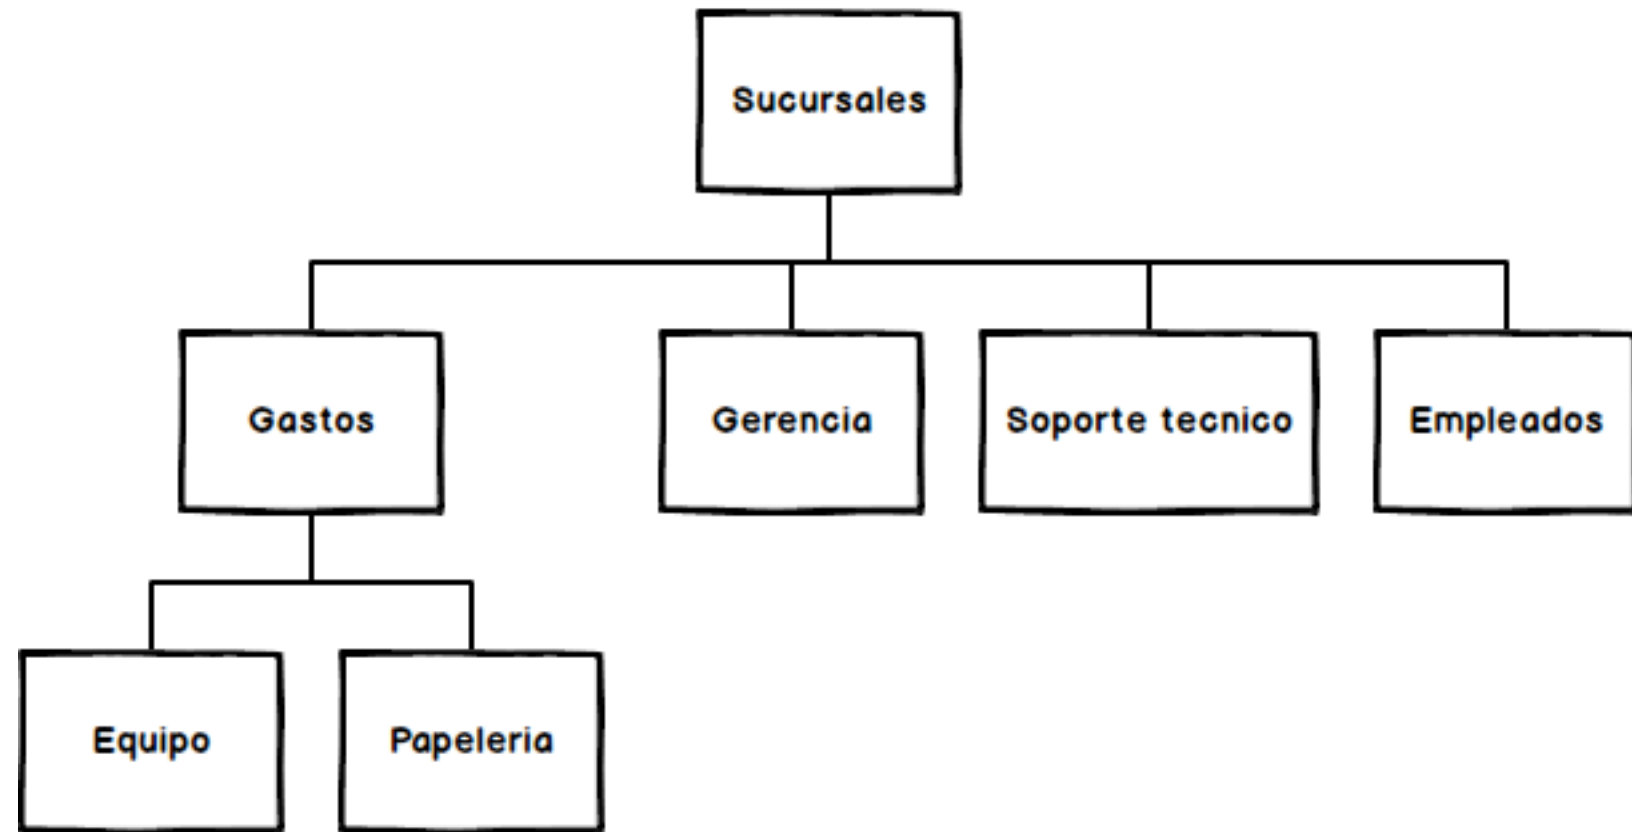 Sucursales
Gastos
Gerencia
Soporte tecnico
Empleados
Equipo
Papeleria